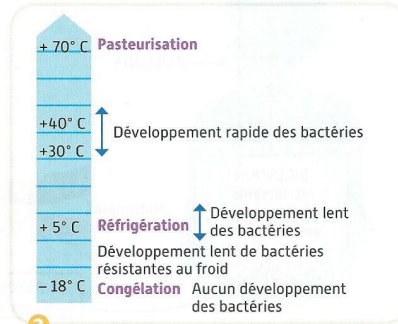 + 70° C Pasteurisation
+40° C
Développement rapide des bactéries
+30° C
+ 5° C Réfrigération
Développement lent
des bactéries
Développement lent de bactéries
résistantes au froid
– 18° C Congélation Aucun développement
des bactéries